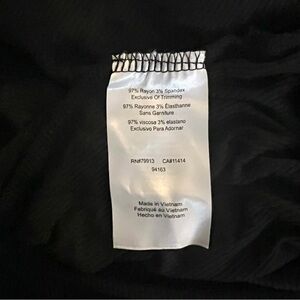 97% Rayon 3% Spandex
Exclusive Of Trimming
97% Rayonne 3% Élasthanne
Sans Garniture
97% viscosa 3% elastano
Exclusivo Para Adornar
RN#79913 CA#11414
94163
Made in Vietnam
Fabriqué au Vietnam
Hecho en Vietnam